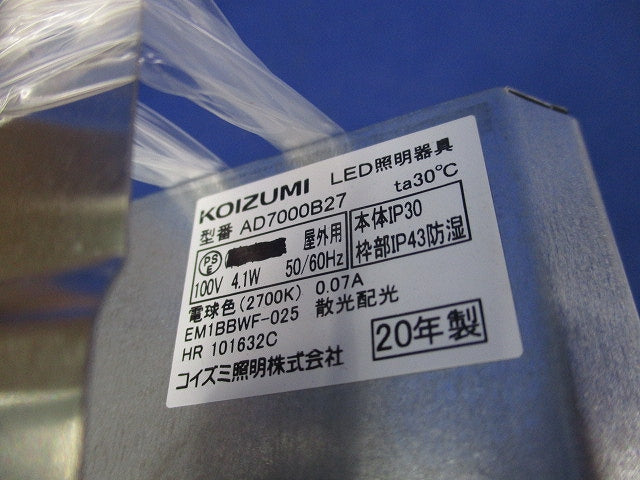 KOIZUMI LED照明器具
型番 AD7000B27 ta30℃
PSE 屋外用 本体IP30
100V 4.1W 50/60Hz 枠部IP43防湿
電球色(2700K) 0.07A
EM1BBWF-025 散光配光
HR 101632C 20年製
コイズミ照明株式会社